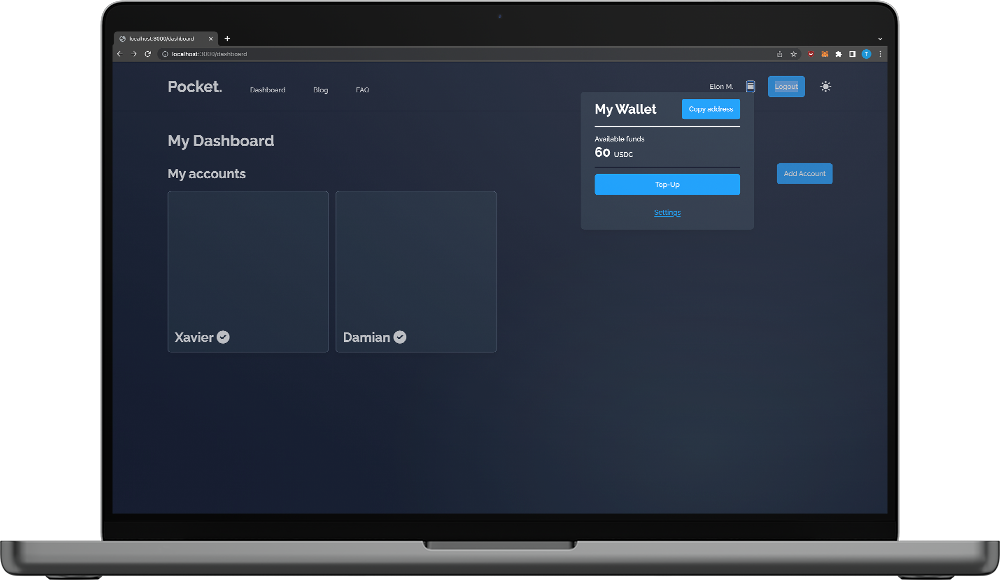 localhost:3000/dashboard
localhost:3000/dashboard
T
Pocket.
Dashboard
Blog
FAQ
Elon M.
Logout
My Wallet
Copy address
Available funds
60 USDC
Top-Up
Settings
My Dashboard
My accounts
Add Account
Xavier
Damian